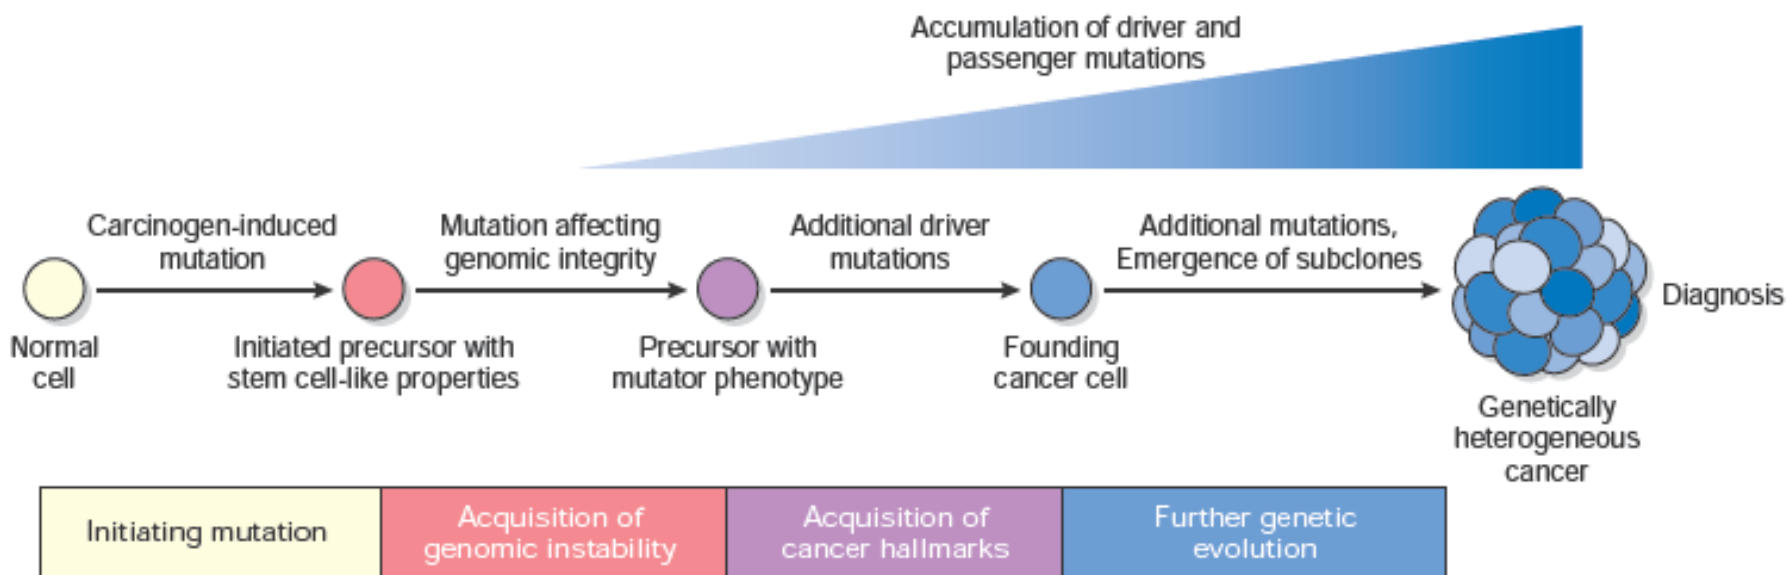 Accumulation of driver and
passenger mutations
Carcinogen-induced
mutation
Mutation affecting
genomic integrity
Additional driver
mutations
Additional mutations,
Emergence of subclones
Diagnosis
Normal
cell
Initiated precursor with
stem cell-like properties
Precursor with
mutator phenotype
Founding
cancer cell
Genetically
heterogeneous
cancer
Initiating mutation
Acquisition of
genomic instability
Acquisition of
cancer hallmarks
Further genetic
evolution